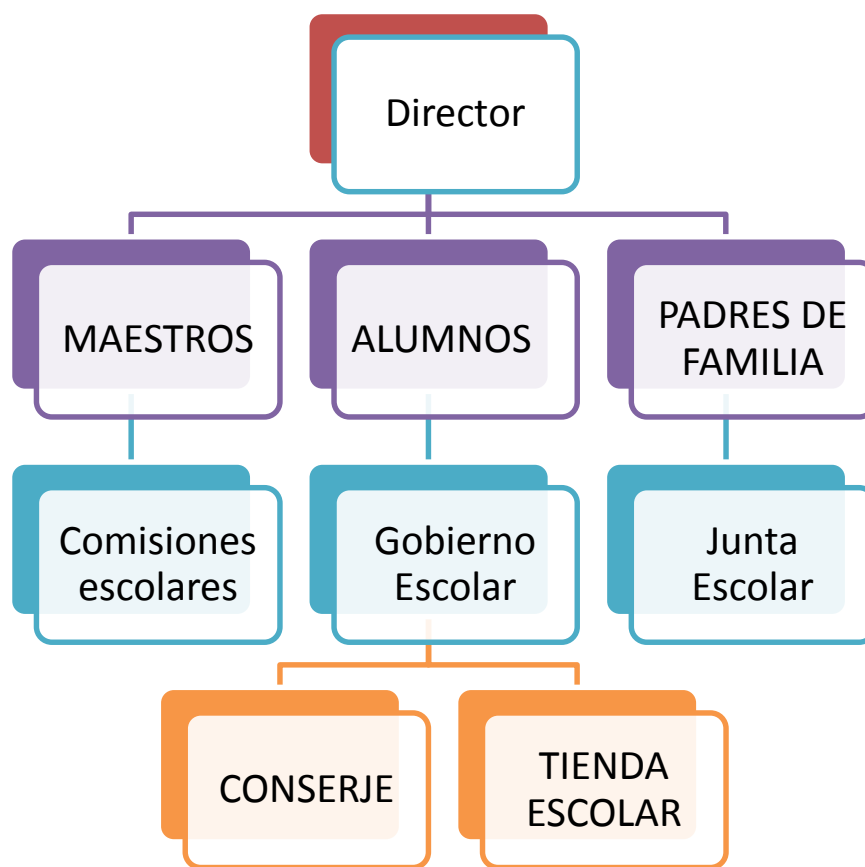 Director
MAESTROS
ALUMNOS
PADRES DE
FAMILIA
Comisiones
escolares
Gobierno
Escolar
Junta
Escolar
CONSERJE
TIENDA
ESCOLAR